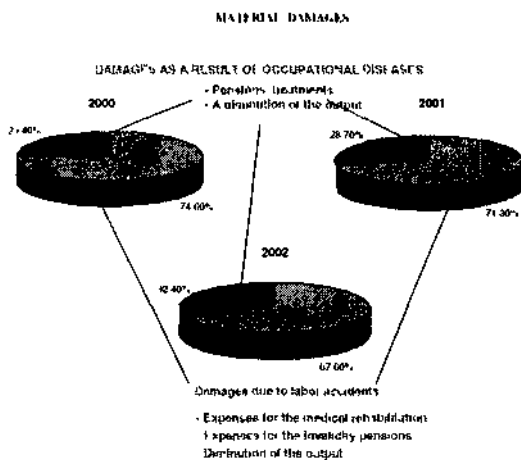 MATERIAL DAMAGES
DAMAGES AS A RESULT OF OCCUPATIONAL DISEASES
- Pensions, treatments
- A diminution of the output
2000
2001
28.70%
74.60%
71.30%
2002
67.60%
Damages due to labor accidents
- Expenses for the medical rehabilitation
Expenses for the invalidity pensions
Diminution of the output